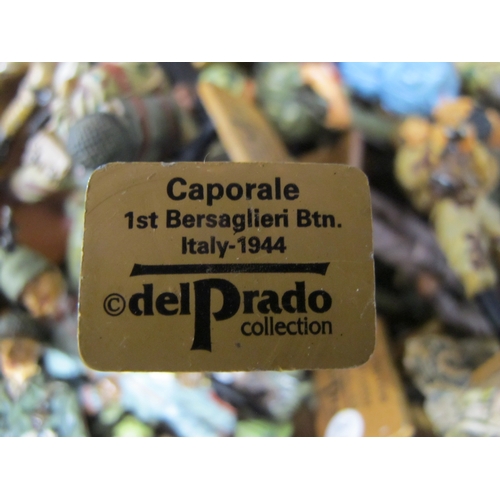 Caporale
1st Bersaglieri Btn.
Italy-1944
©delPrado
collection